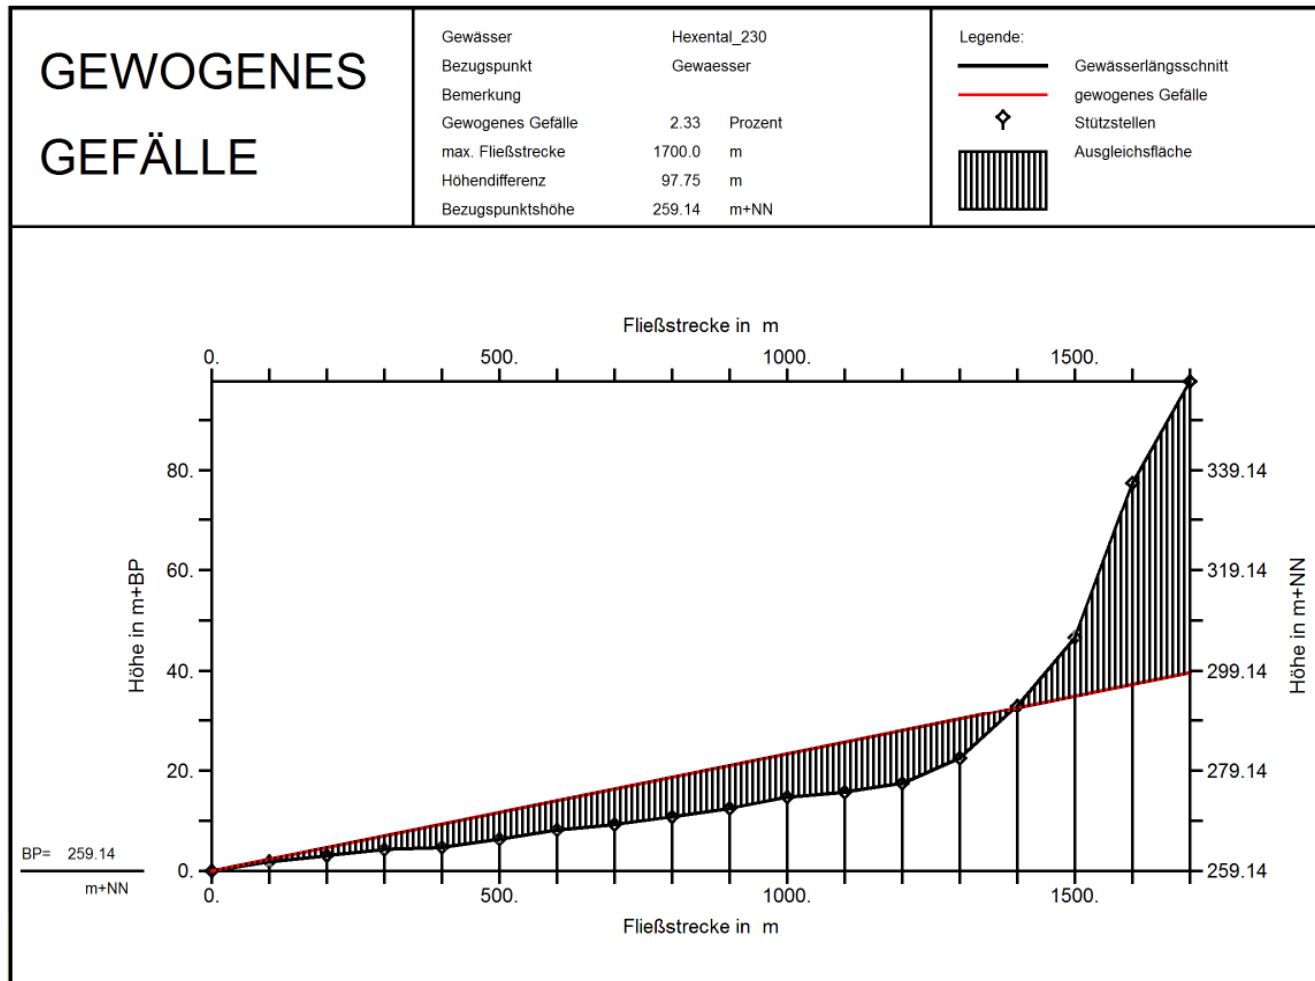 GEWOGENES
GEFÄLLE
Gewässer Hexental_230
Bezugspunkt Gewaesser
Bemerkung
Gewogenes Gefälle 2.33 Prozent
max. Fließstrecke 1700.0 m
Höhendifferenz 97.75 m
Bezugspunktshöhe 259.14 m+NN
Legende:
Gewässerlängsschnitt
gewogenes Gefälle
Stützstellen
Ausgleichsfläche
Fließstrecke in m
0. 500. 1000. 1500.
80. 339.14
60. 319.14
40. 299.14
20. 279.14
0. 259.14
Höhe in m+BP
Höhe in m+NN
BP= 259.14
m+NN
0. 500. 1000. 1500.
Fließstrecke in m